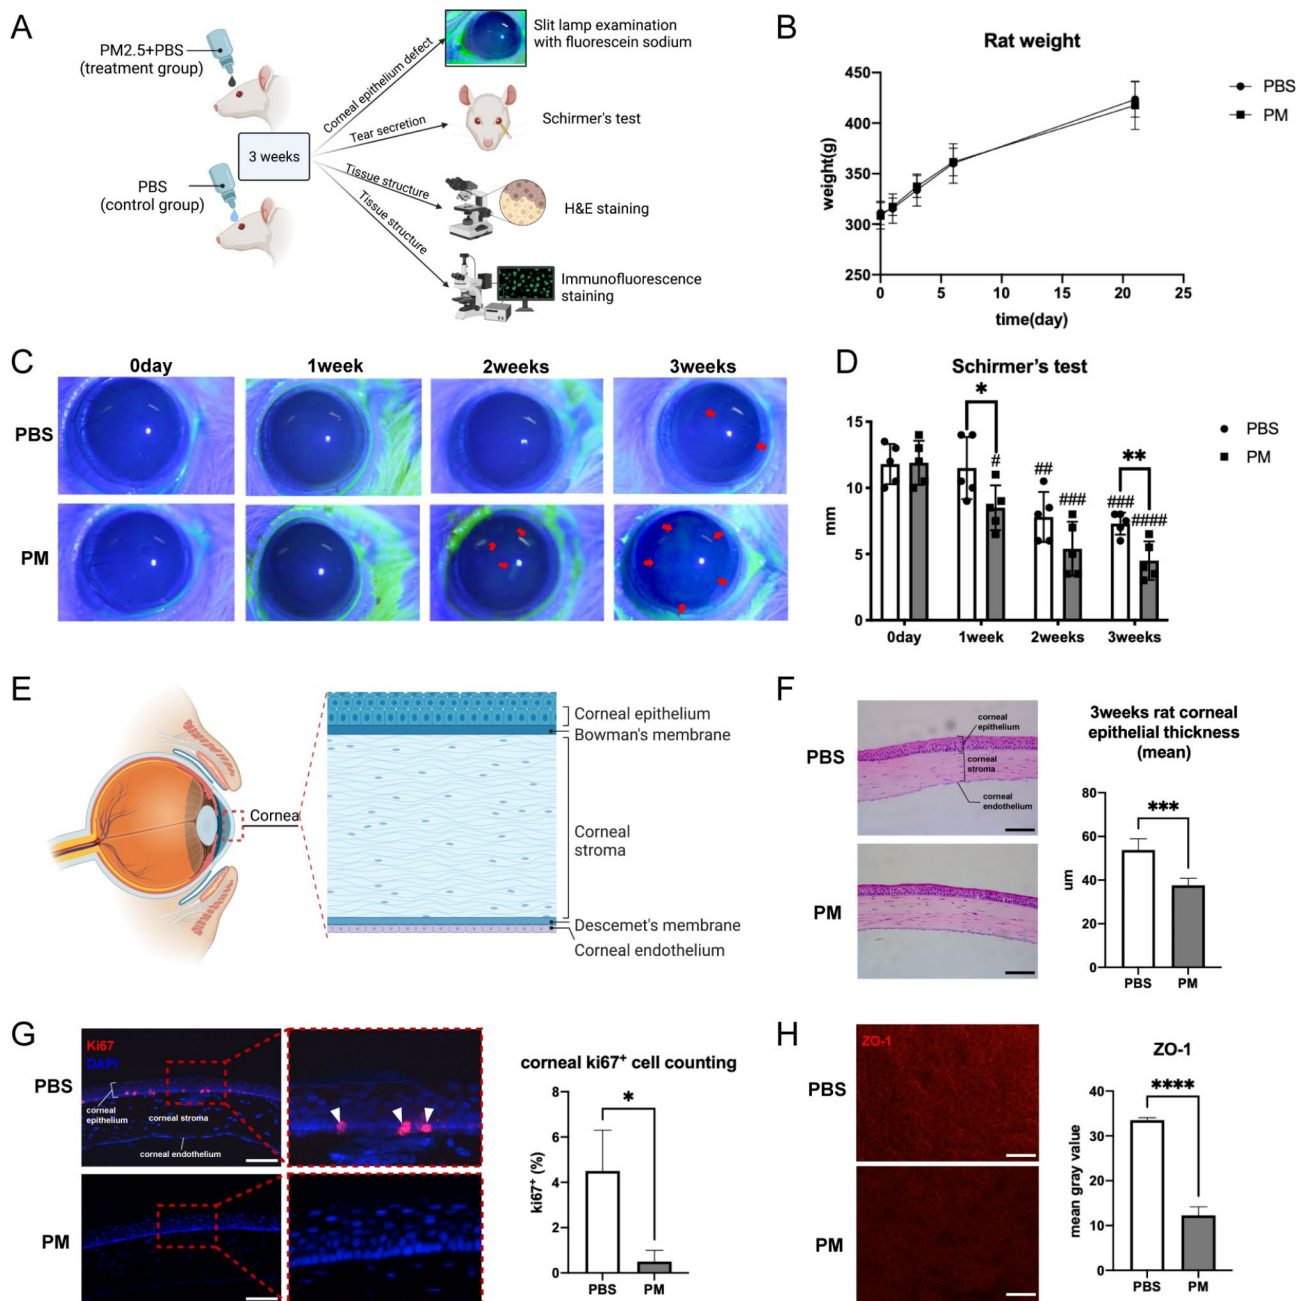 A
PM2.5+PBS
(treatment group)
PBS
(control group)
3 weeks
Corneal epithelium defect
Tear secretion
Tissue structure
Tissue structure
Slit lamp examination
with fluorescein sodium
Schirmer's test
H&E staining
Immunofluorescence
staining
B
Rat weight
450
400
350
300
250
weight(g)
0
5
10
15
20
25
time(day)
PBS
PM
C
0day
1week
2weeks
3weeks
PBS
PM
D
Schirmer's test
15
10
5
0
mm
*
#
##
###
**
###
####
0day
1week
2weeks
3weeks
PBS
PM
E
Cornea
Corneal epithelium
Bowman's membrane
Corneal
stroma
Descemet's membrane
Corneal endothelium
F
PBS
corneal
epithelium
corneal
stroma
corneal
endothelium
PM
3weeks rat corneal
epithelial thickness
(mean)
80
60
40
20
0
um
***
PBS
PM
G
Ki67
DAPI
PBS
corneal
epithelium
corneal stroma
corneal endothelium
PM
corneal ki67⁺ cell counting
8
6
4
2
0
ki67⁺ (%)
*
PBS
PM
H
ZO-1
PBS
PM
ZO-1
40
30
20
10
0
mean gray value
****
PBS
PM